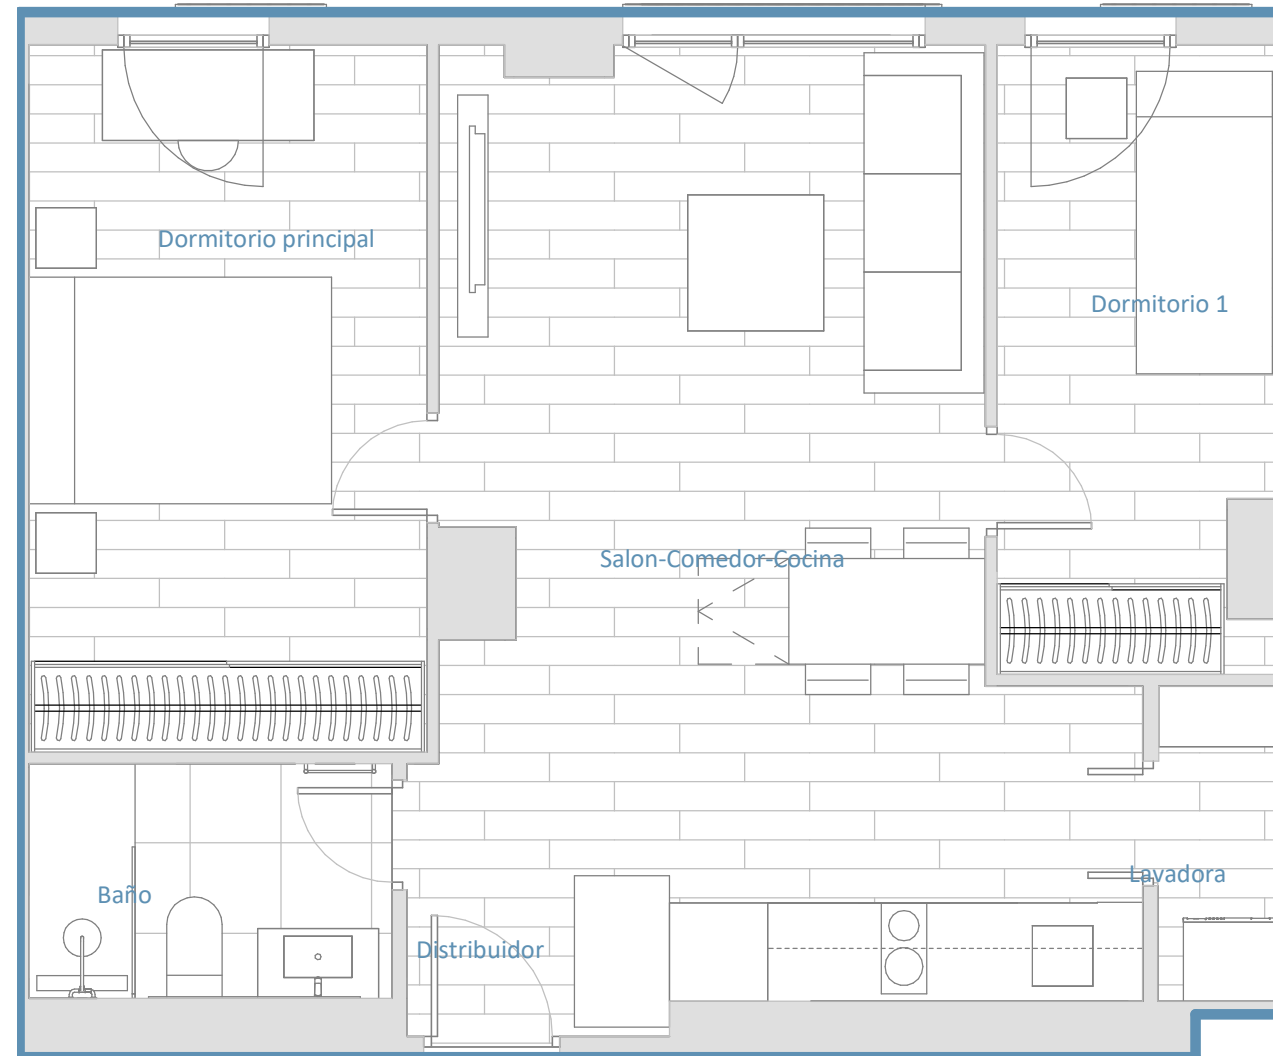 Dormitorio principal
Dormitorio 1
Salon-Comedor-Cocina
Baño
Lavadora
Distribuidor